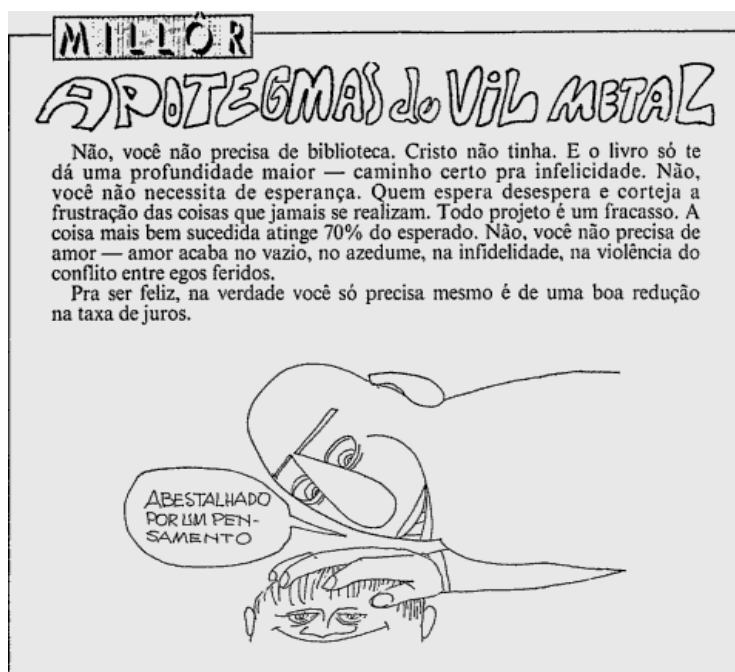 MILLÔR
APOTEGMAS do VIL METAL
Não, você não precisa de biblioteca. Cristo não tinha. E o livro só te
dá uma profundidade maior — caminho certo pra infelicidade. Não,
você não necessita de esperança. Quem espera desespera e corteja a
frustração das coisas que jamais se realizam. Todo projeto é um fracasso. A
coisa mais bem sucedida atinge 70% do esperado. Não, você não precisa de
amor — amor acaba no vazio, no azedume, na infidelidade, na violência do
conflito entre egos feridos.
Pra ser feliz, na verdade você só precisa mesmo é de uma boa redução
na taxa de juros.
ABESTALHADO
POR UM PEN-
SAMENTO